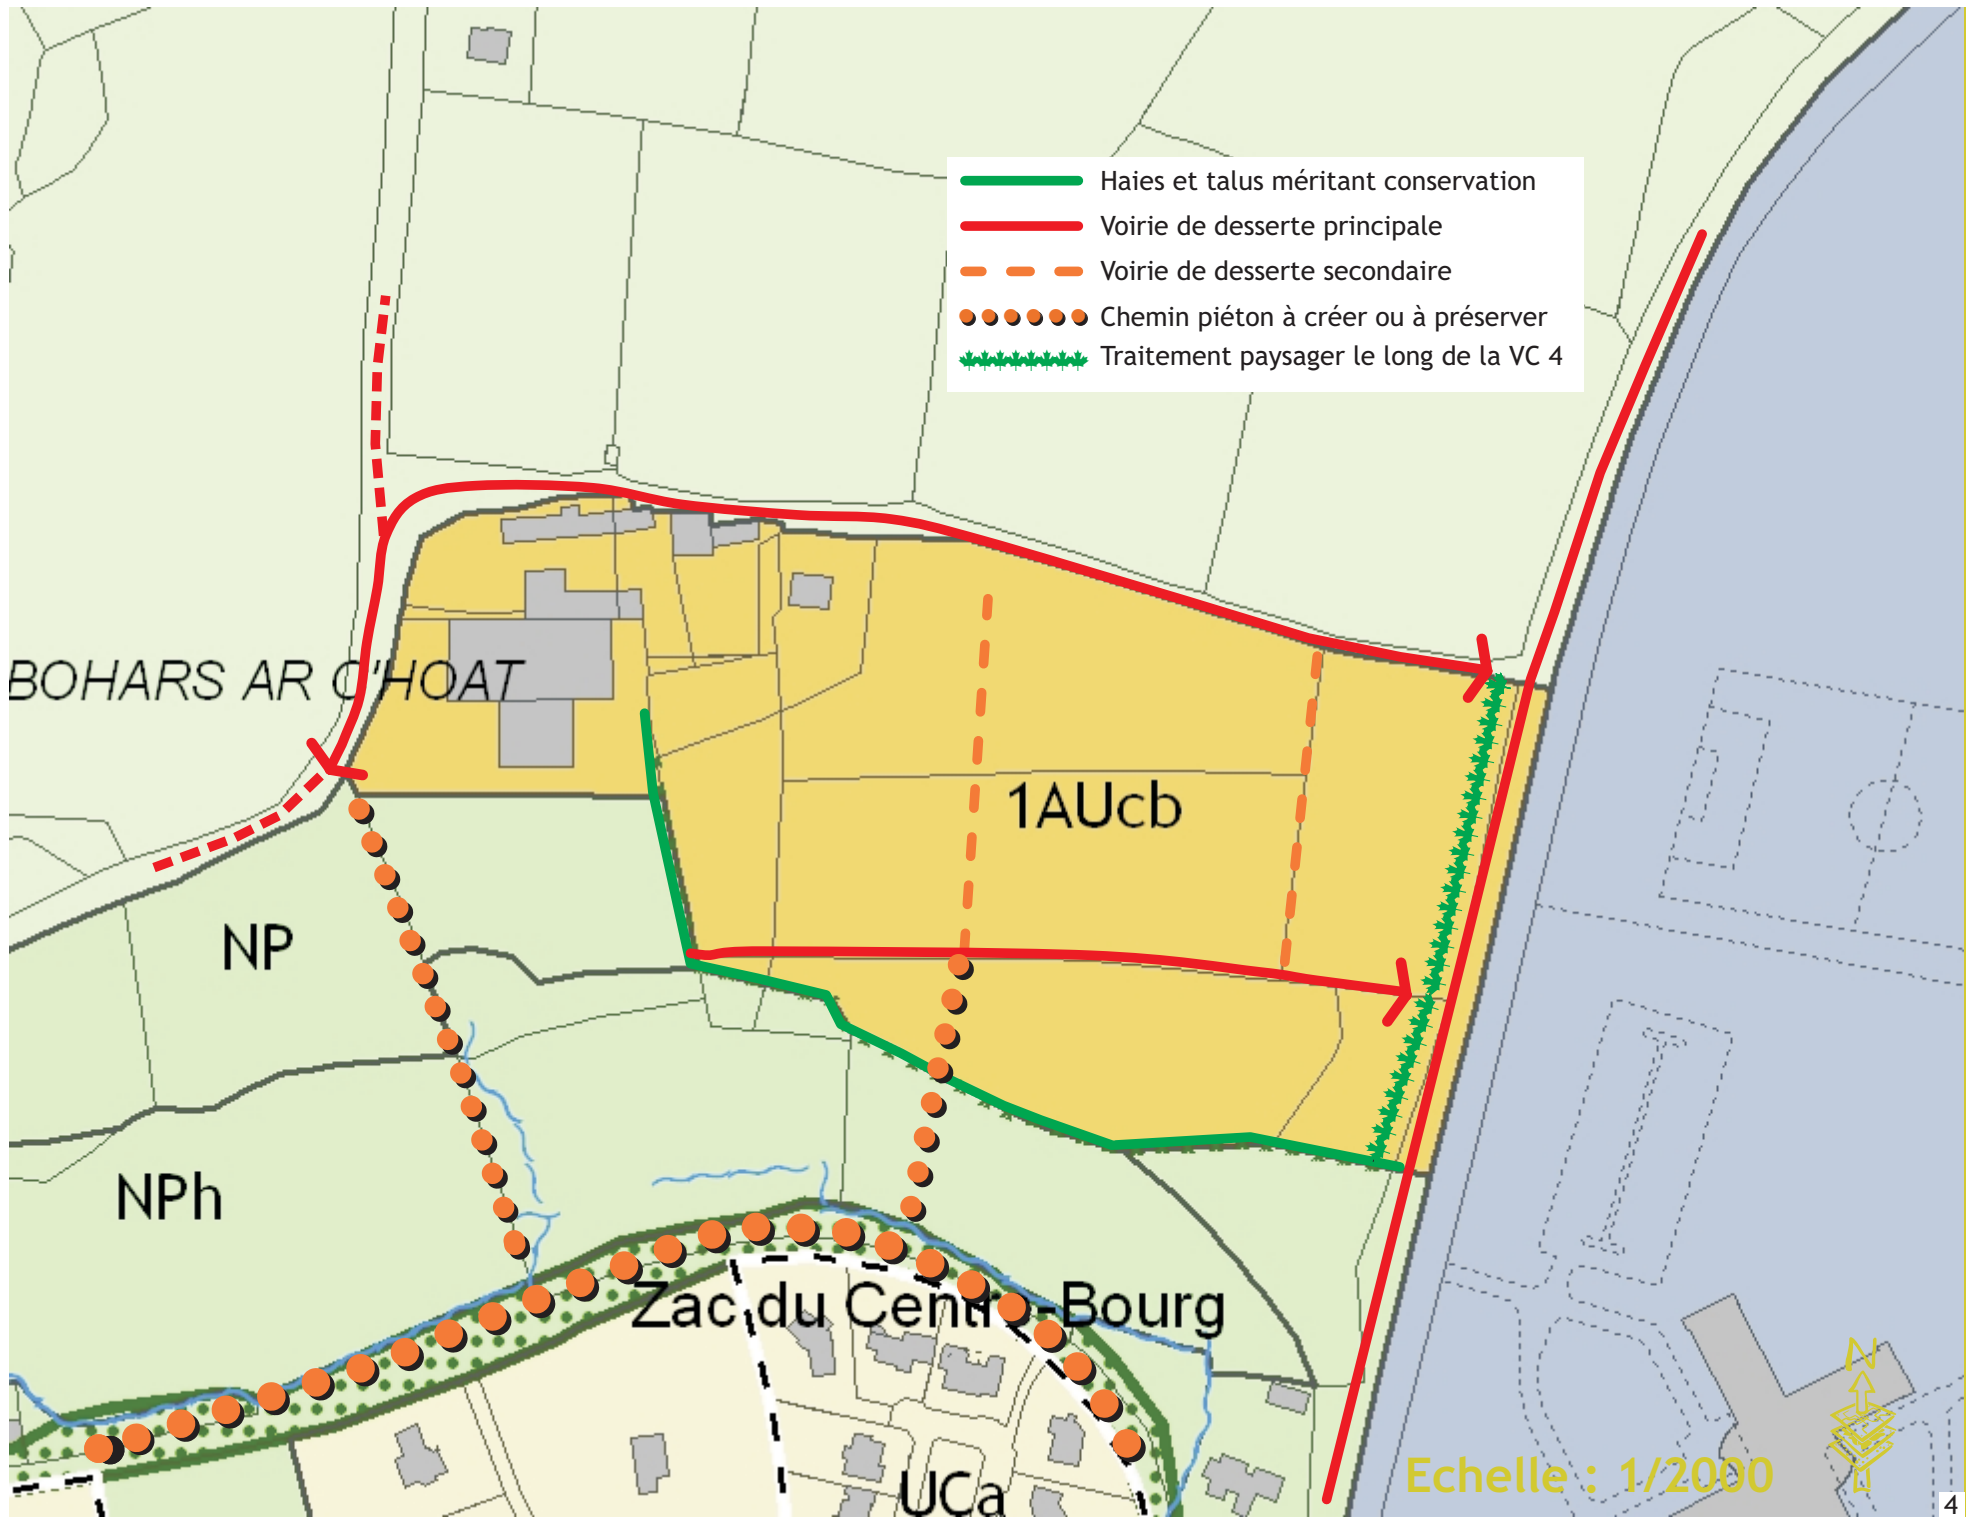 Haies et talus méritant conservation
Voirie de desserte principale
Voirie de desserte secondaire
Chemin piéton à créer ou à préserver
Traitement paysager le long de la VC 4
BOHARS AR C'HOAT
1AUcb
NP
NPh
Zac du Centre-Bourg
UCa
N
Echelle : 1/2000
4